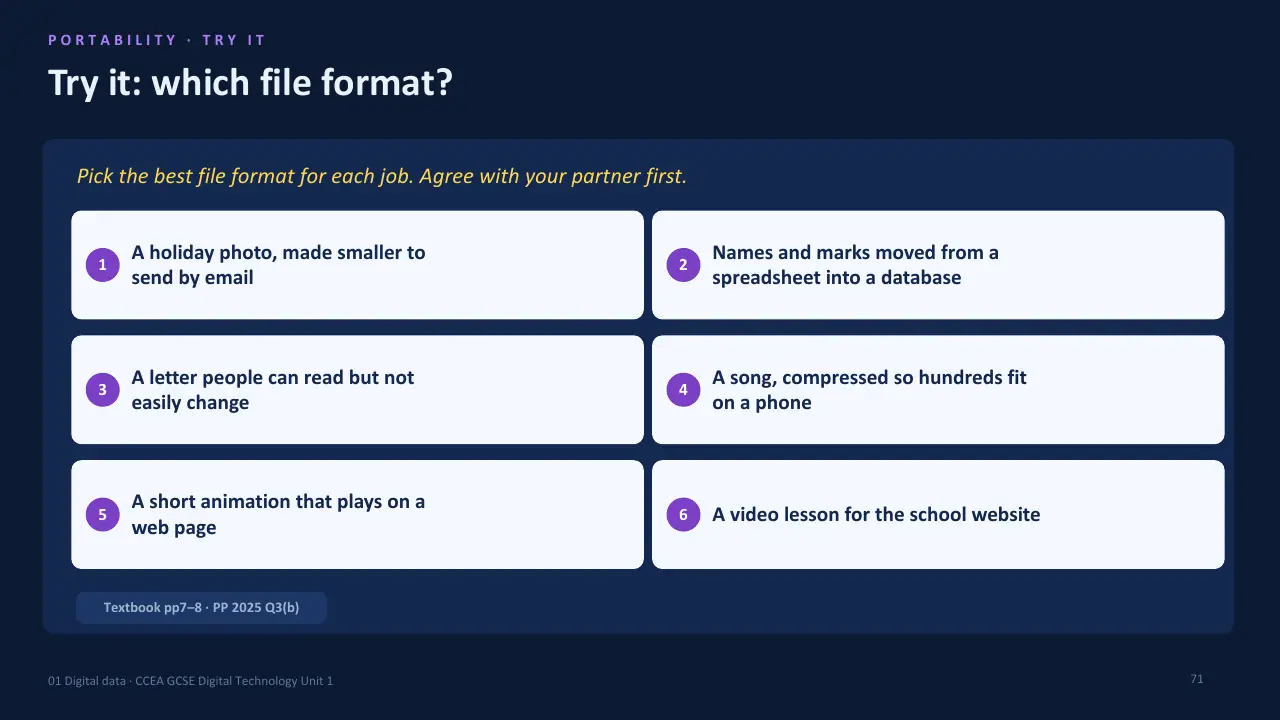 PORTABILITY · TRY IT
Try it: which file format?
Pick the best file format for each job. Agree with your partner first.
1
A holiday photo, made smaller to
send by email
2
Names and marks moved from a
spreadsheet into a database
3
A letter people can read but not
easily change
4
A song, compressed so hundreds fit
on a phone
5
A short animation that plays on a
web page
6
A video lesson for the school website
Textbook pp7–8 · PP 2025 Q3(b)
01 Digital data · CCEA GCSE Digital Technology Unit 1
71